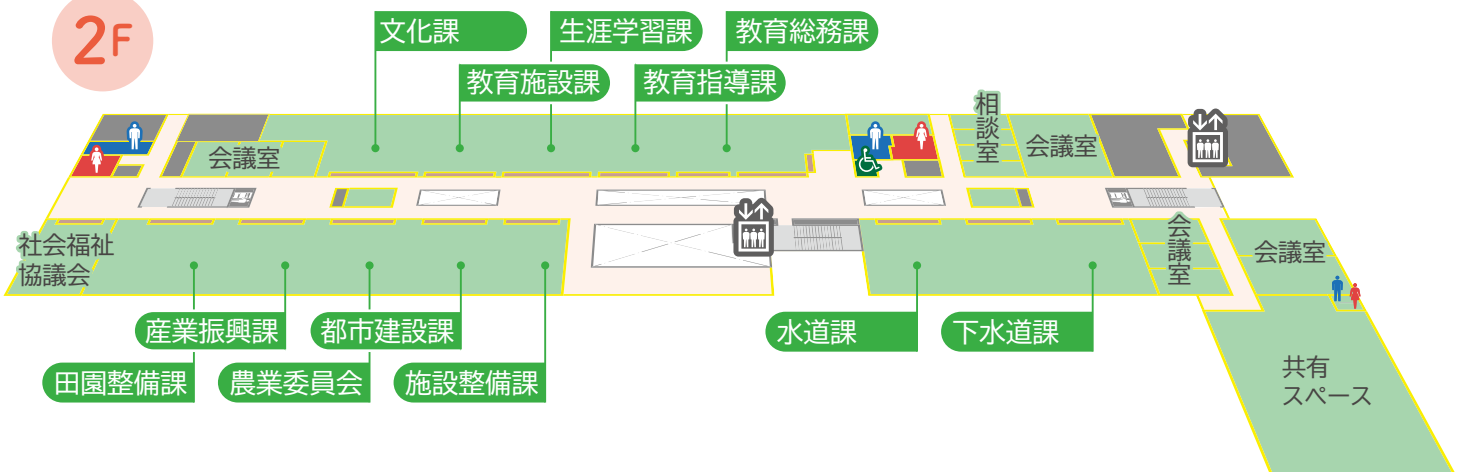 2F
文化課
生涯学習課
教育総務課
教育施設課
教育指導課
会議室
相談室
会議室
社会福祉
協議会
会議室
会議室
産業振興課
都市建設課
水道課
下水道課
田園整備課
農業委員会
施設整備課
共有
スペース